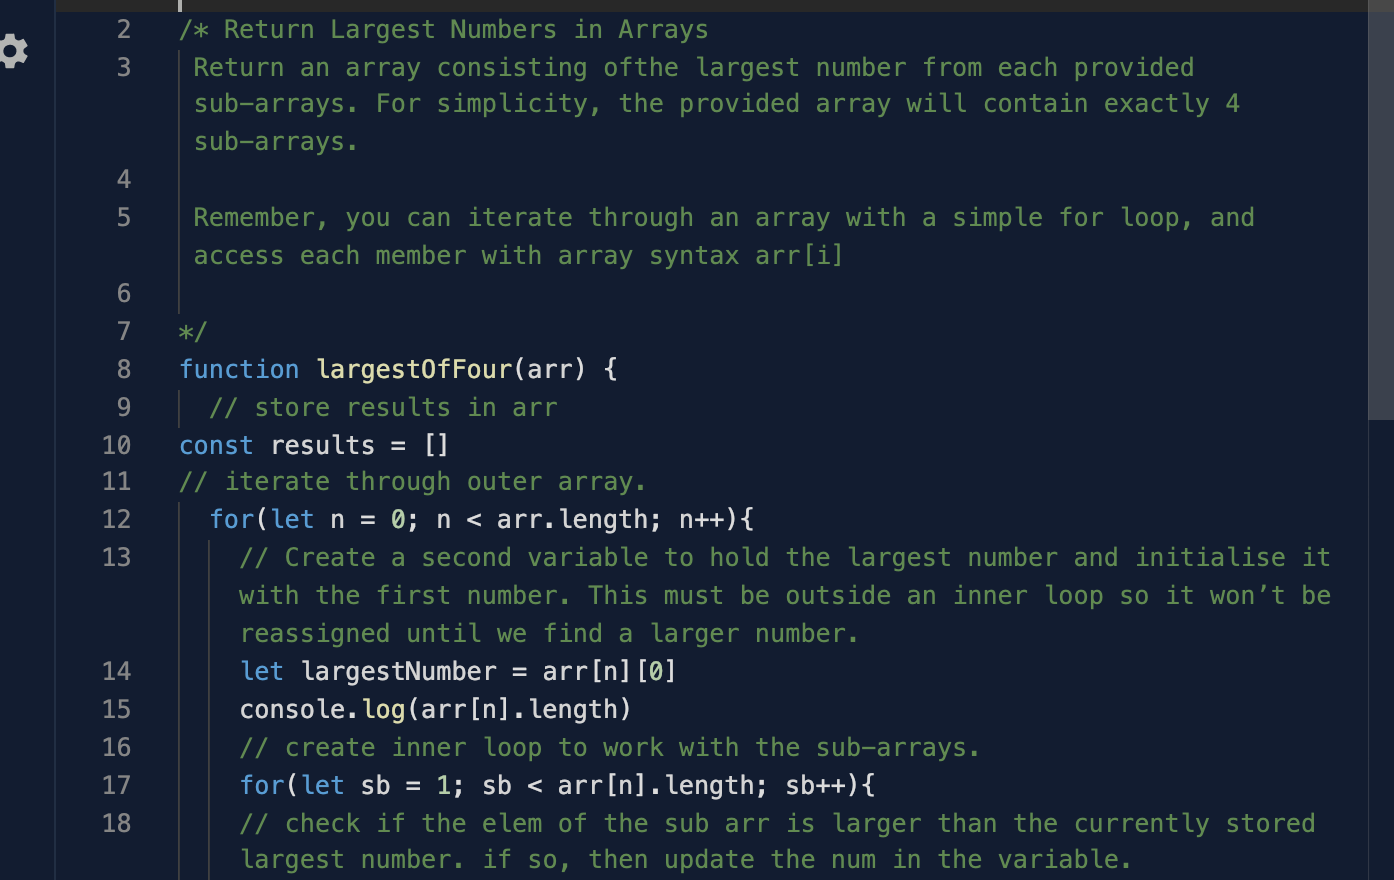 2 /* Return Largest Numbers in Arrays
3 Return an array consisting ofthe largest number from each provided
sub-arrays. For simplicity, the provided array will contain exactly 4
sub-arrays.
4
5 Remember, you can iterate through an array with a simple for loop, and
access each member with array syntax arr[i]
6
7 */
8 function largestOfFour(arr) {
9 // store results in arr
10 const results = []
11 // iterate through outer array.
12 for(let n = 0; n < arr.length; n++){
13 // Create a second variable to hold the largest number and initialise it
with the first number. This must be outside an inner loop so it won’t be
reassigned until we find a larger number.
14 let largestNumber = arr[n][0]
15 console.log(arr[n].length)
16 // create inner loop to work with the sub-arrays.
17 for(let sb = 1; sb < arr[n].length; sb++){
18 // check if the elem of the sub arr is larger than the currently stored
largest number. if so, then update the num in the variable.